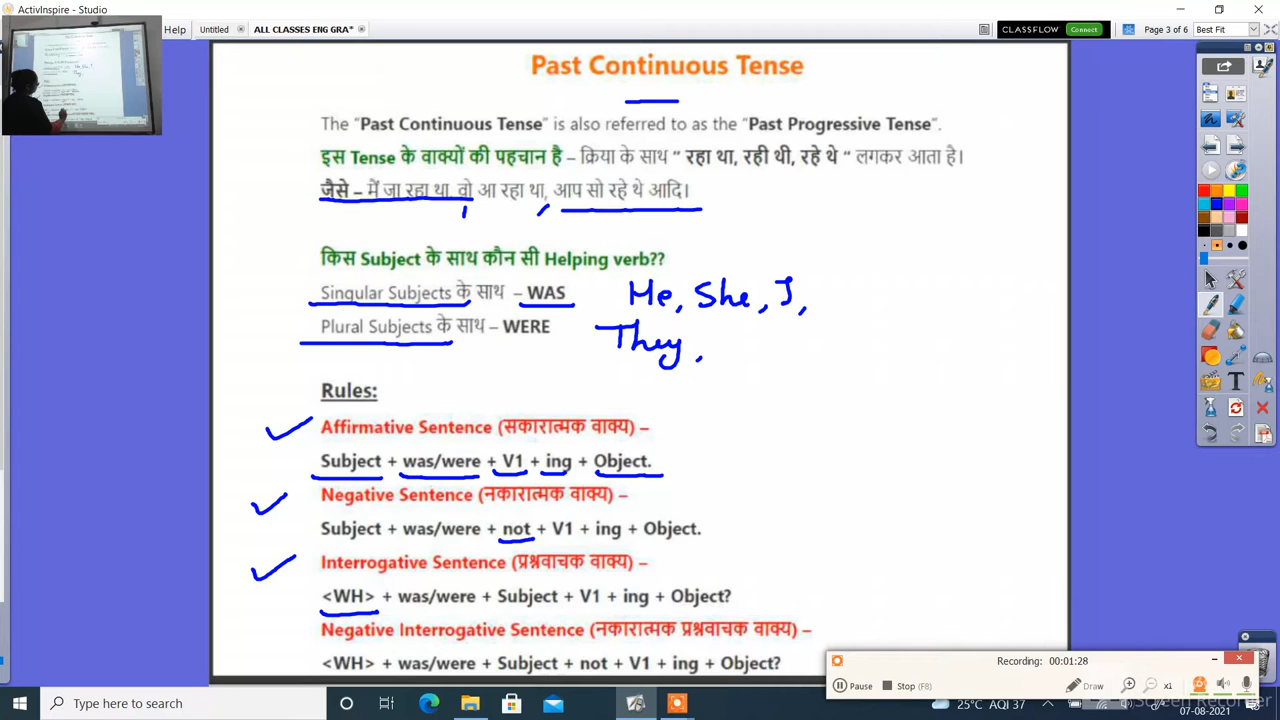 ActivInspire - Studio
Help
Untitled
ALL CLASSES ENG GRA*
CLASSFLOW
Connect
Page 3 of 6
Best Fit
Past Continuous Tense
The “Past Continuous Tense” is also referred to as the “Past Progressive Tense”.
इस Tense के वाक्यों की पहचान है – क्रिया के साथ “ रहा था, रही थी, रहे थे “ लगकर आता है।
जैसे – मैं जा रहा था, वो आ रहा था, आप सो रहे थे आदि।
किस Subject के साथ कौन सी Helping verb??
Singular Subjects के साथ – WAS
He, She, I,
Plural Subjects के साथ – WERE
They,
Rules:
Affirmative Sentence (सकारात्मक वाक्य) –
Subject + was/were + V1 + ing + Object.
Negative Sentence (नकारात्मक वाक्य) –
Subject + was/were + not + V1 + ing + Object.
Interrogative Sentence (प्रश्नवाचक वाक्य) –
<WH> + was/were + Subject + V1 + ing + Object?
Negative Interrogative Sentence (नकारात्मक प्रश्नवाचक वाक्य) –
<WH> + was/were + Subject + not + V1 + ing + Object?
Recording: 00:01:28
Pause
Stop (F8)
x1
Draw
Type here to search
25°C AQI 37
07-08-2021